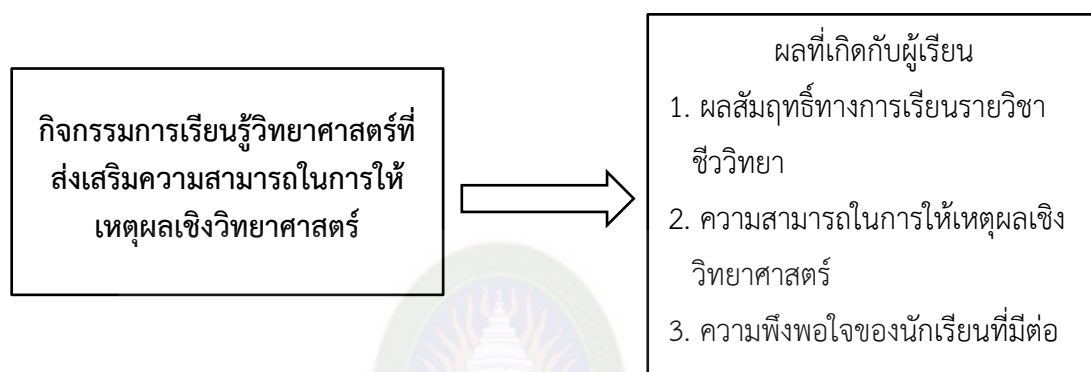 กิจกรรมการเรียนรู้วิทยาศาสตร์ที่
ส่งเสริมความสามารถในการให้
เหตุผลเชิงวิทยาศาสตร์
ผลที่เกิดกับผู้เรียน
1. ผลสัมฤทธิ์ทางการเรียนรายวิชา
ชีววิทยา
2. ความสามารถในการให้เหตุผลเชิง
วิทยาศาสตร์
3. ความพึงพอใจของนักเรียนที่มีต่อ